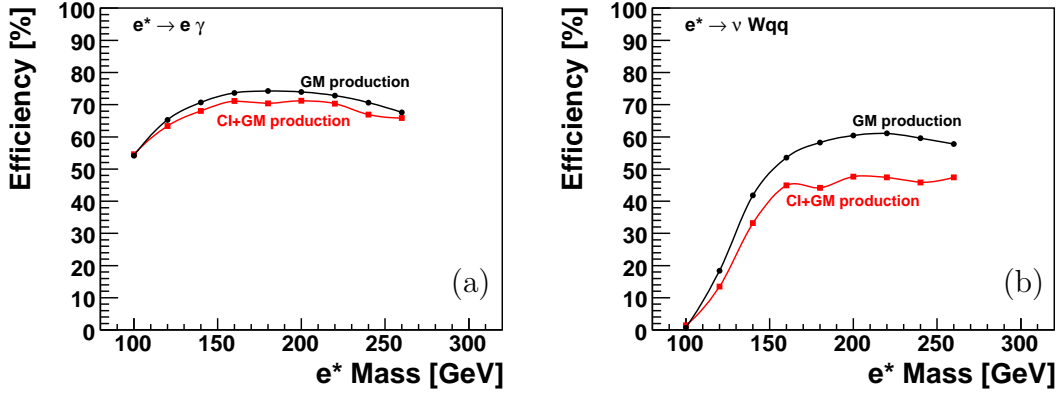 Efficiency [%]
e* → e γ
GM production
CI+GM production
(a)
100
90
80
70
60
50
40
30
20
10
0
100 150 200 250 300
e* Mass [GeV]
Efficiency [%]
e* → ν Wqq
GM production
CI+GM production
(b)
100
90
80
70
60
50
40
30
20
10
0
100 150 200 250 300
e* Mass [GeV]